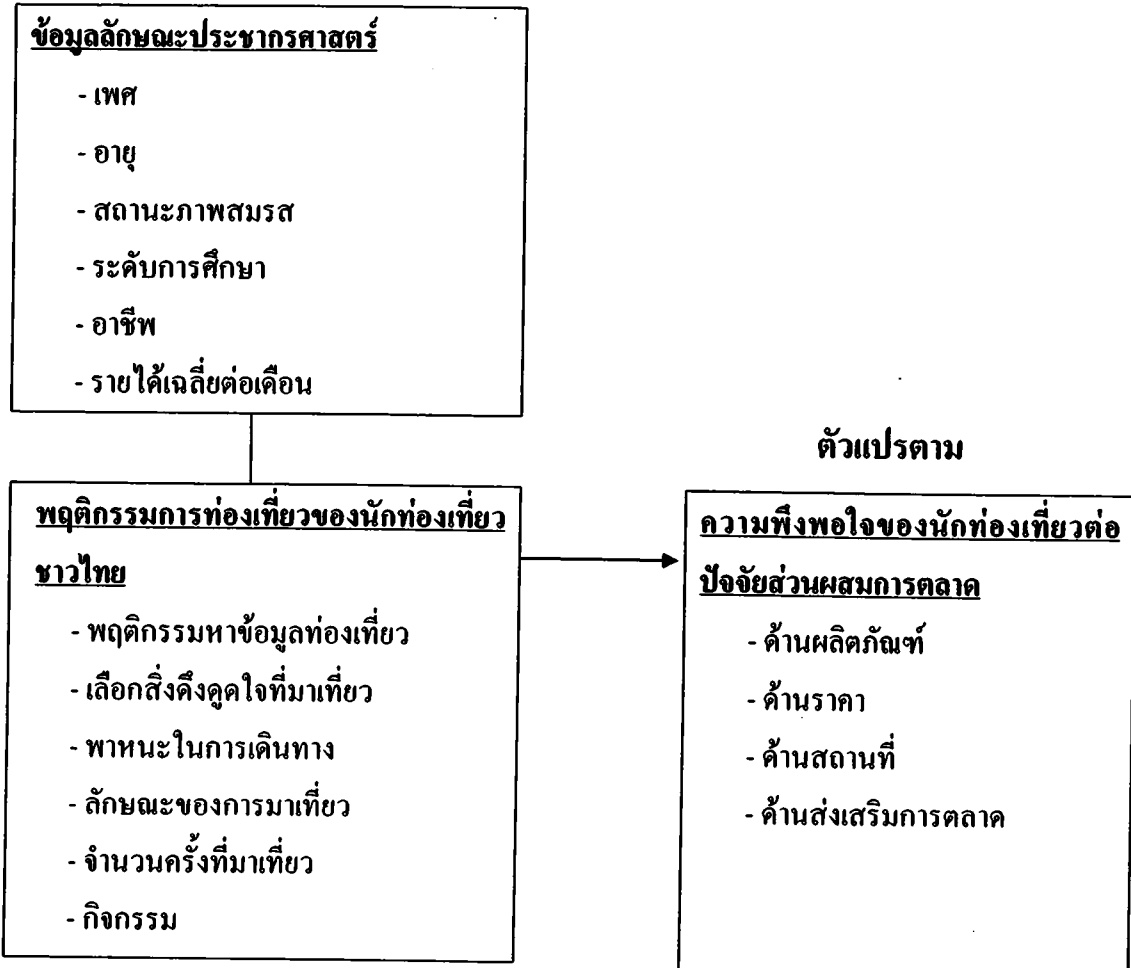 ข้อมูลลักษณะประชากรศาสตร์
- เพศ
- อายุ
- สถานะภาพสมรส
- ระดับการศึกษา
- อาชีพ
- รายได้เฉลี่ยต่อเดือน
พฤติกรรมการท่องเที่ยวของนักท่องเที่ยว
ชาวไทย
- พฤติกรรมหาข้อมูลท่องเที่ยว
- เลือกสิ่งดึงดูดใจที่มาเที่ยว
- พาหนะในการเดินทาง
- ลักษณะของการมาเที่ยว
- จำนวนครั้งที่มาเที่ยว
- กิจกรรม
ตัวแปรตาม
ความพึงพอใจของนักท่องเที่ยวต่อ
ปัจจัยส่วนผสมการตลาด
- ด้านผลิตภัณฑ์
- ด้านราคา
- ด้านสถานที่
- ด้านส่งเสริมการตลาด